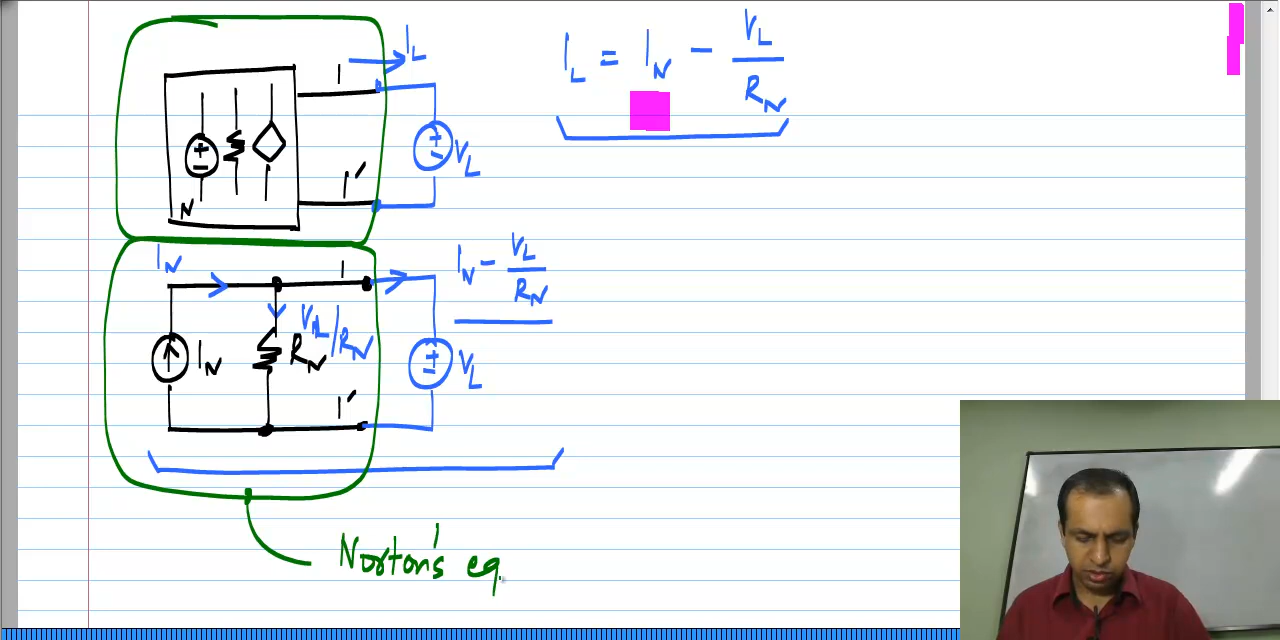 I_L
1
I_L = I_N - V_L/R_N
+ -
+ -
V_L
1'
N
I_N
1
I_N - V_L/R_N
V_L/R_N
I_N
R_N
+ -
V_L
1'
Norton's eq